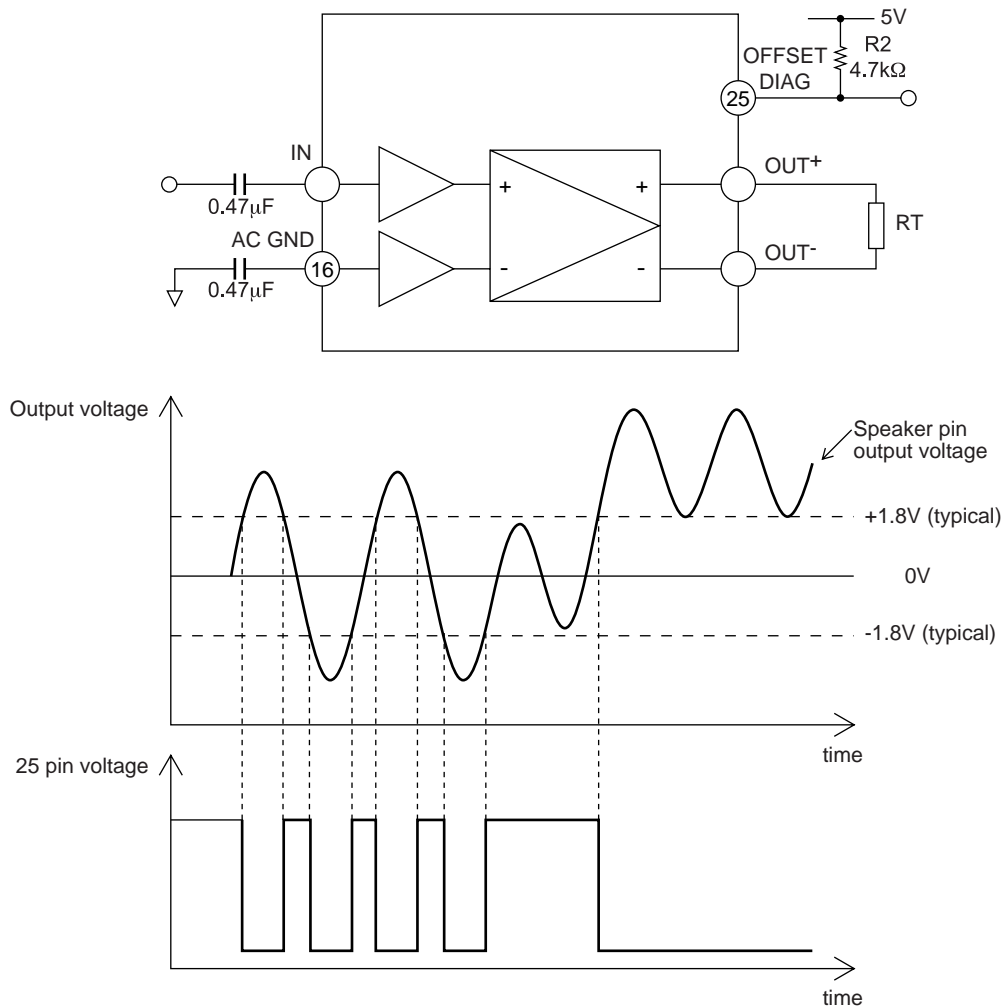 5V
OFFSET
DIAG
R2
4.7kΩ
25
IN
OUT+
+
+
0.47μF
RT
AC GND
OUT-
16
-
-
0.47μF
Output voltage
Speaker pin
output voltage
+1.8V (typical)
0V
-1.8V (typical)
time
25 pin voltage
time